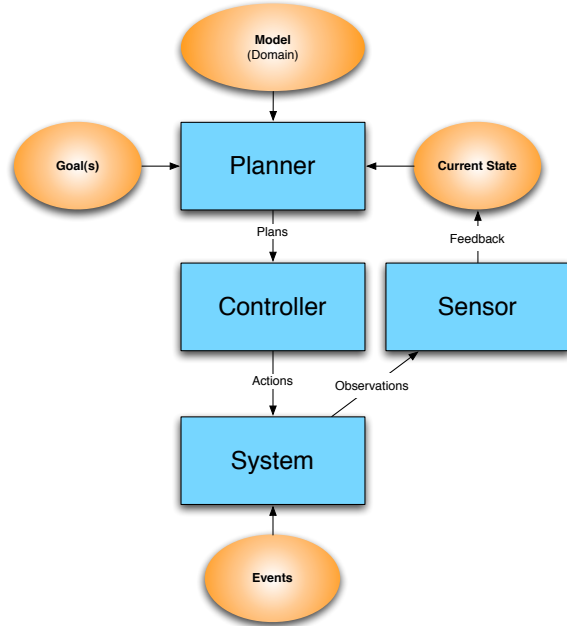 Model
(Domain)
Planner
Goal(s)
Current State
Plans
Feedback
Controller
Sensor
Actions
Observations
System
Events